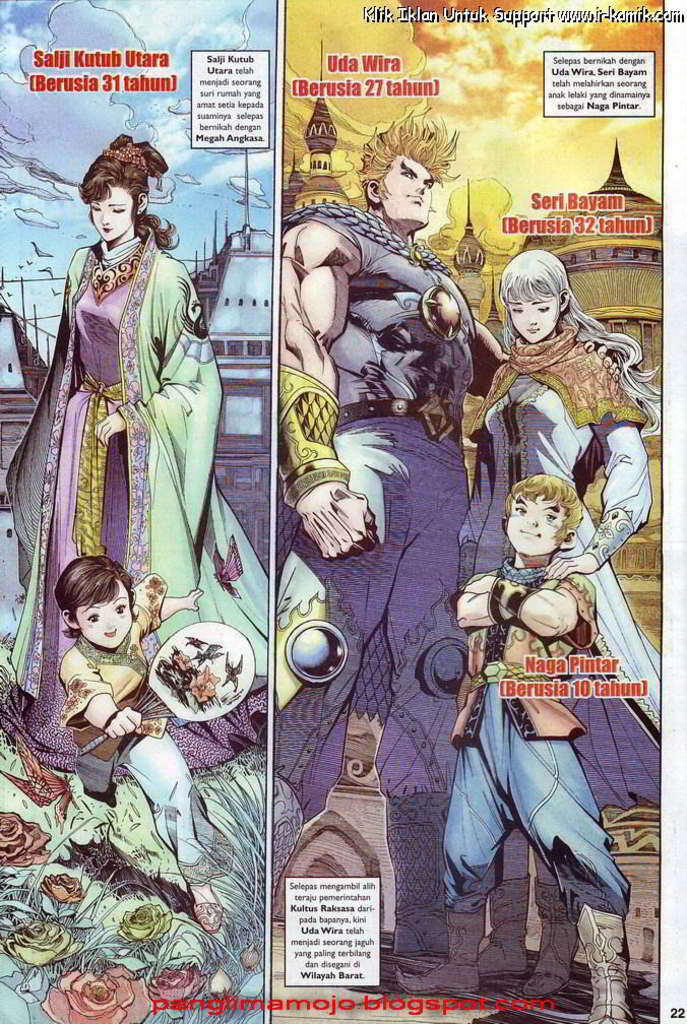 Klik Iklan Untuk Support www.i-komik.com
Salji Kutub Utara
(Berusia 31 tahun)
Salji Kutub
Utara telah
menjadi seorang
suri rumah yang
amat setia kepada
suaminya selepas
bernikah dengan
Megah Angkasa.
Uda Wira
(Berusia 27 tahun)
Selepas bernikah dengan
Uda Wira, Seri Bayam
telah melahirkan seorang
anak lelaki yang dinamainya
sebagai Naga Pintar.
Seri Bayam
(Berusia 32 tahun)
Naga Pintar
(Berusia 10 tahun)
Selepas mengambil alih
teraju pemerintahan
Kultus Raksasa dari-
pada bapanya, kini
Uda Wira telah
menjadi seorang jaguh
yang paling terbilang
dan disegani di
Wilayah Barat.
panglimamojo.blogspot.com
22